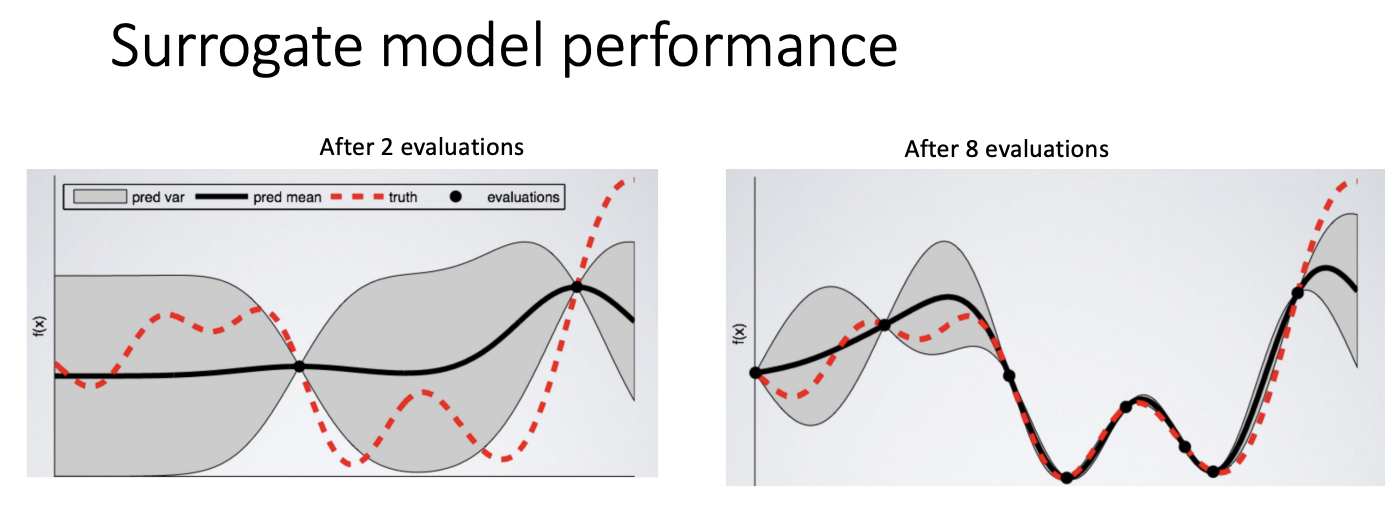 Surrogate model performance
After 2 evaluations
After 8 evaluations
pred var pred mean truth evaluations
f(x)
f(x)